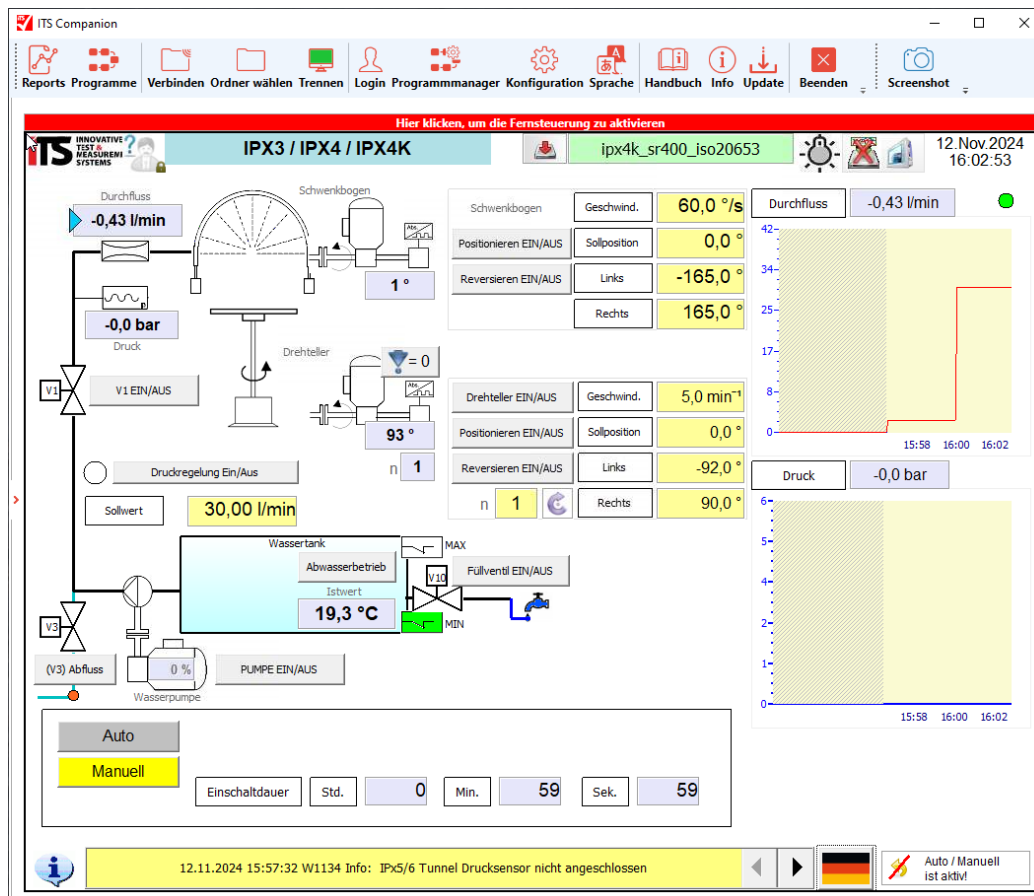 ITS Companion
Reports Programme Verbinden Ordner wählen Trennen Login Programmmanager Konfiguration Sprache Handbuch Info Update Beenden Screenshot
Hier klicken, um die Fernsteuerung zu aktivieren
ITS INNOVATIVE TEST & MEASUREMENT SYSTEMS
IPX3 / IPX4 / IPX4K
ipx4k_sr400_iso20653
12.Nov.2024
16:02:53
Durchfluss
-0,43 l/min
Schwenkbogen
Abs.
1 °
-0,0 bar
Druck
Drehteller
= 0
Abs.
93 °
n 1
V1
V1 EIN/AUS
Druckregelung Ein/Aus
Sollwert 30,00 l/min
Schwenkbogen Geschwind. 60,0 °/s
Positionieren EIN/AUS Sollposition 0,0 °
Reversieren EIN/AUS Links -165,0 °
Rechts 165,0 °
Drehteller EIN/AUS Geschwind. 5,0 min⁻¹
Positionieren EIN/AUS Sollposition 0,0 °
Reversieren EIN/AUS Links -92,0 °
n 1 Rechts 90,0 °
Durchfluss -0,43 l/min
42
34
25
17
8
0
15:58 16:00 16:02
Druck -0,0 bar
6
5
4
2
1
0
15:58 16:00 16:02
Wassertank
Abwasserbetrieb
Istwert
19,3 °C
MAX
V10
Füllventil EIN/AUS
MIN
V3
(V3) Abfluss
0 %
Wasserpumpe
PUMPE EIN/AUS
Auto
Manuell
Einschaltdauer Std. 0 Min. 59 Sek. 59
12.11.2024 15:57:32 W1134 Info: IPx5/6 Tunnel Drucksensor nicht angeschlossen
Auto / Manuell
ist aktiv!